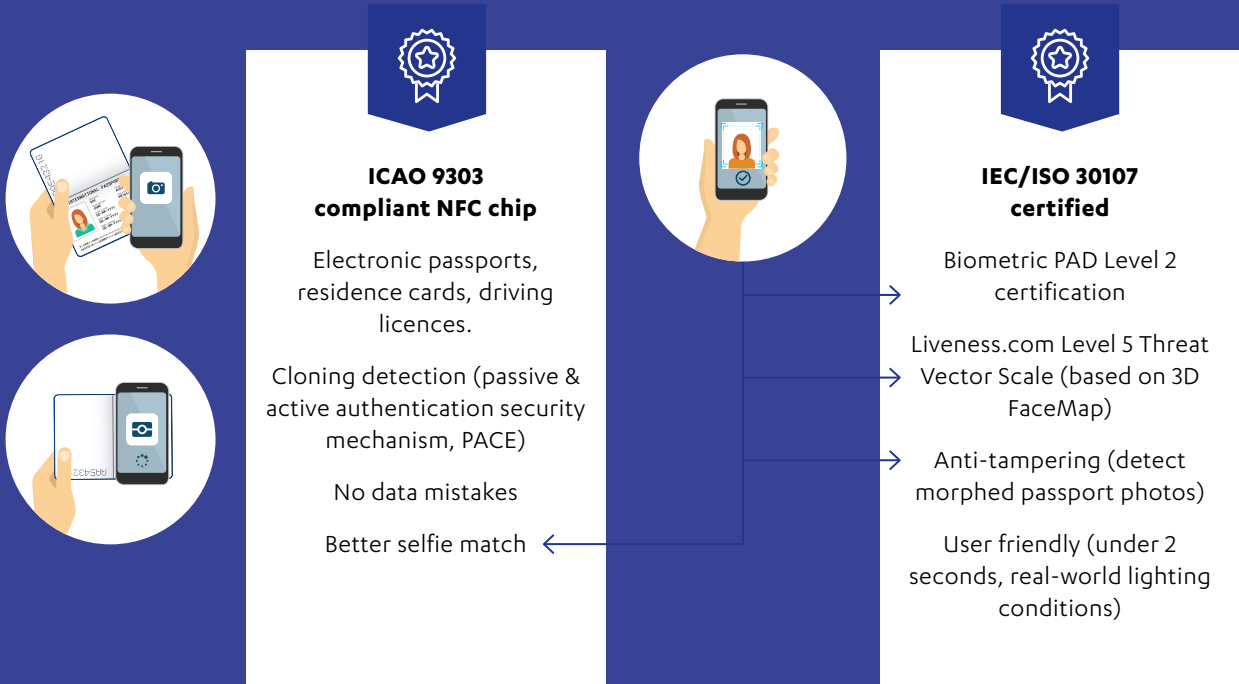 ICAO 9303
compliant NFC chip
Electronic passports,
residence cards, driving
licences.
Cloning detection (passive &
active authentication security
mechanism, PACE)
No data mistakes
Better selfie match
IEC/ISO 30107
certified
Biometric PAD Level 2
certification
Liveness.com Level 5 Threat
Vector Scale (based on 3D
FaceMap)
Anti-tampering (detect
morphed passport photos)
User friendly (under 2
seconds, real-world lighting
conditions)